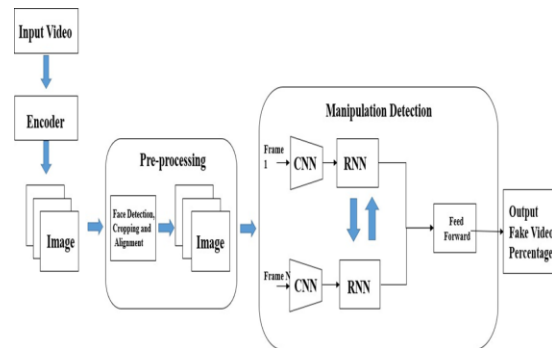 Input Video
Encoder
Image
Pre-processing
Face Detection,
Cropping and
Alignment
Image
Manipulation Detection
Frame
1
CNN
RNN
Frame N
CNN
RNN
Feed
Forward
Output
Fake Video
Percentage